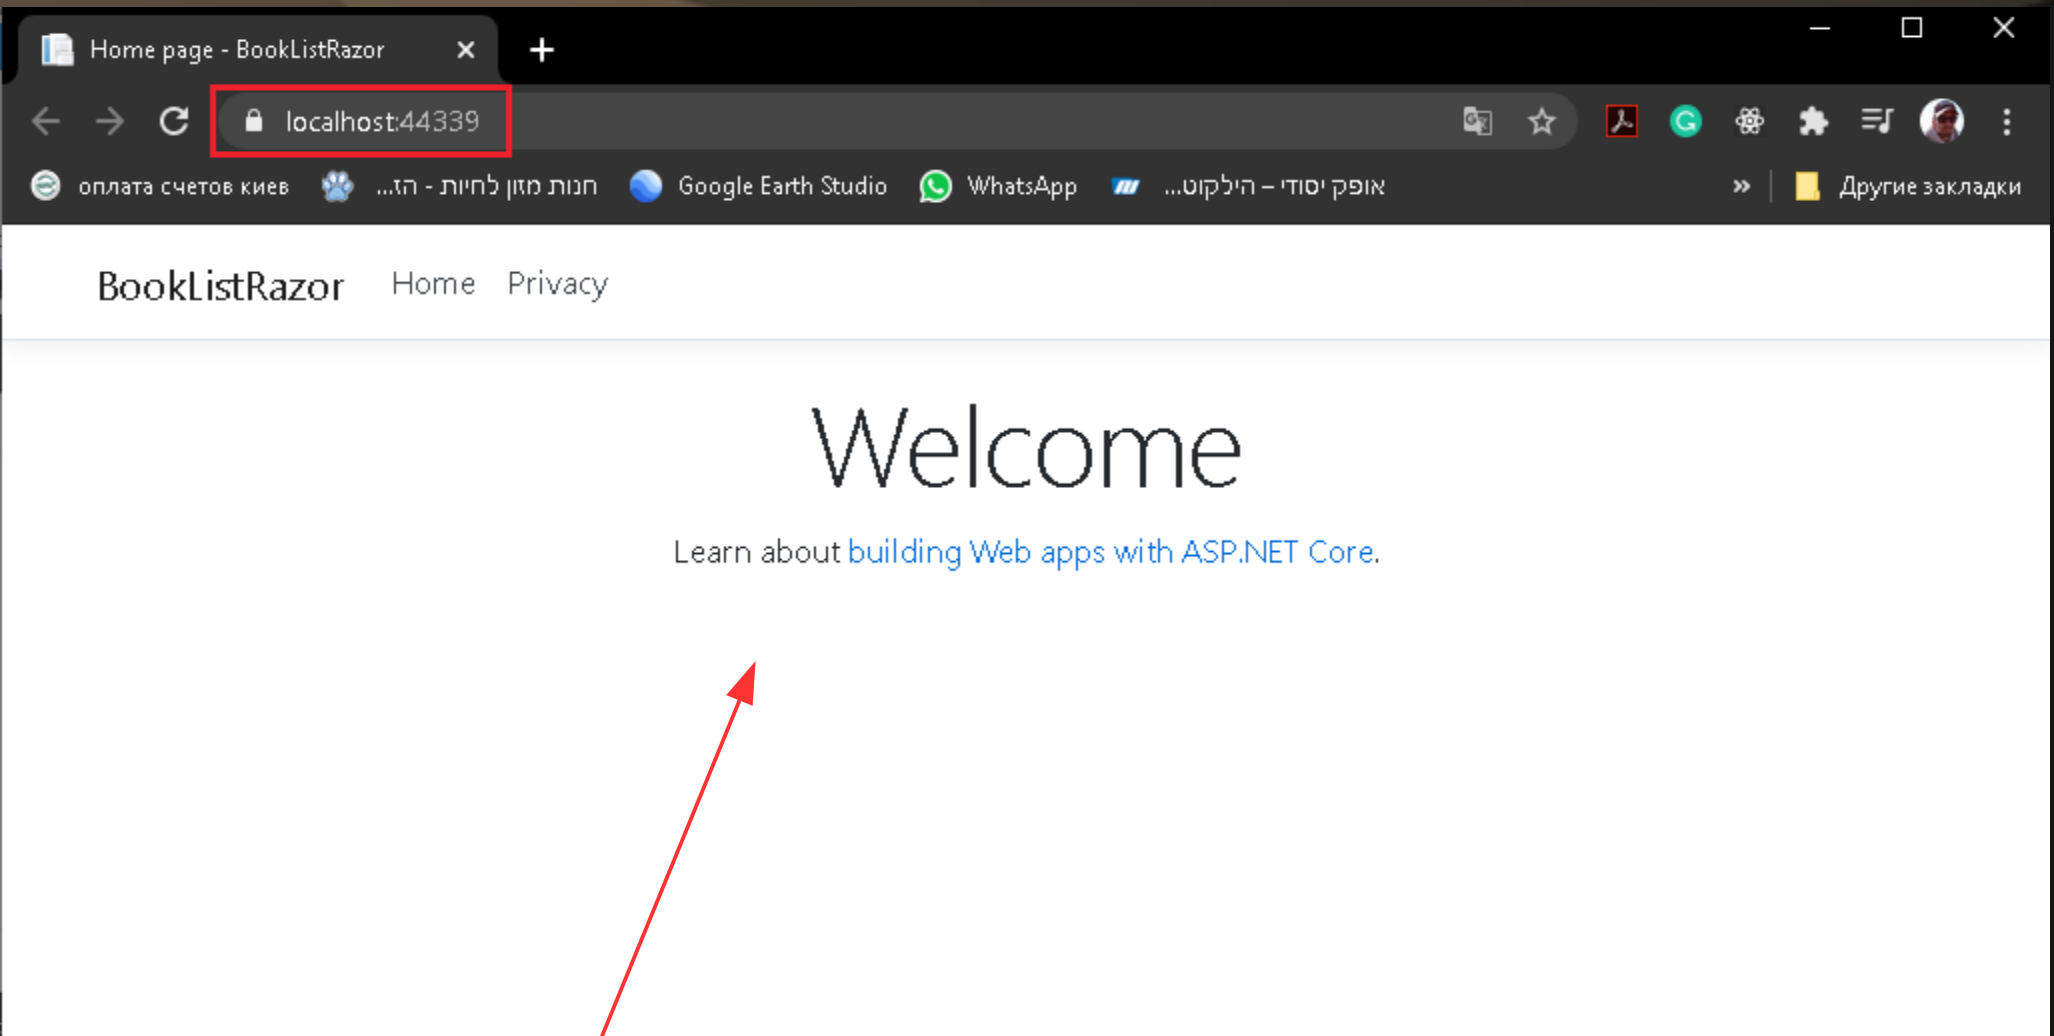 Home page - BookListRazor
localhost:44339
оплата счетов киев
חנות מזון לחיות - הז...
Google Earth Studio
WhatsApp
אופק יסודי – הילקוט...
»
Другие закладки
BookListRazor Home Privacy
Welcome
Learn about building Web apps with ASP.NET Core.